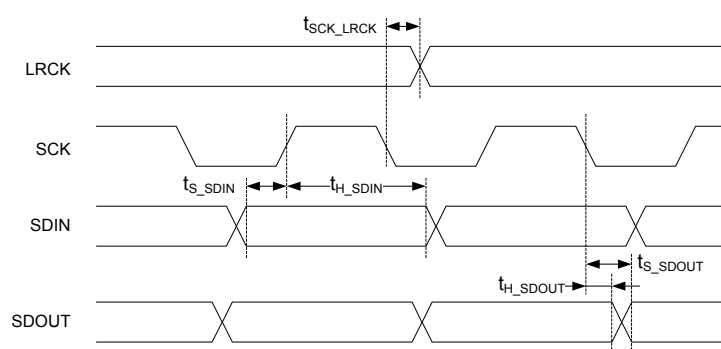 tSCK_LRCK
LRCK
SCK
tS_SDIN tH_SDIN
SDIN
tS_SDOUT
tH_SDOUT
SDOUT